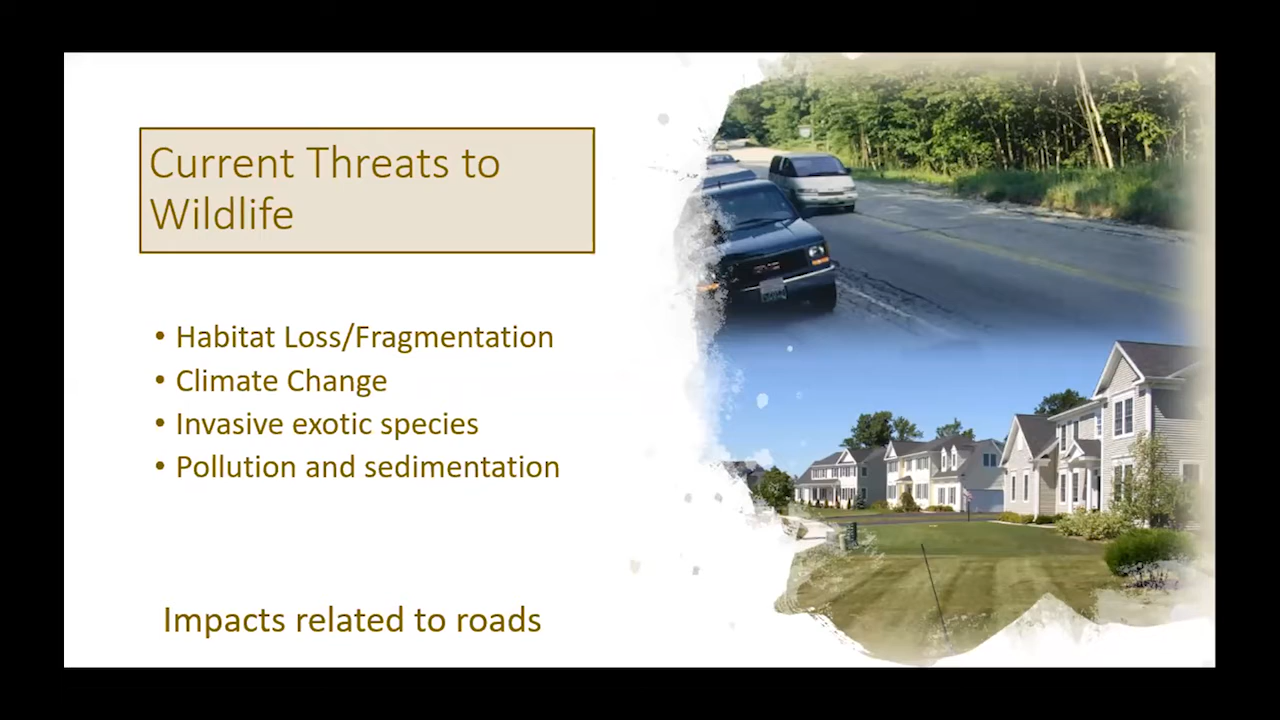 Current Threats to
Wildlife
• Habitat Loss/Fragmentation
• Climate Change
• Invasive exotic species
• Pollution and sedimentation
Impacts related to roads
GMC